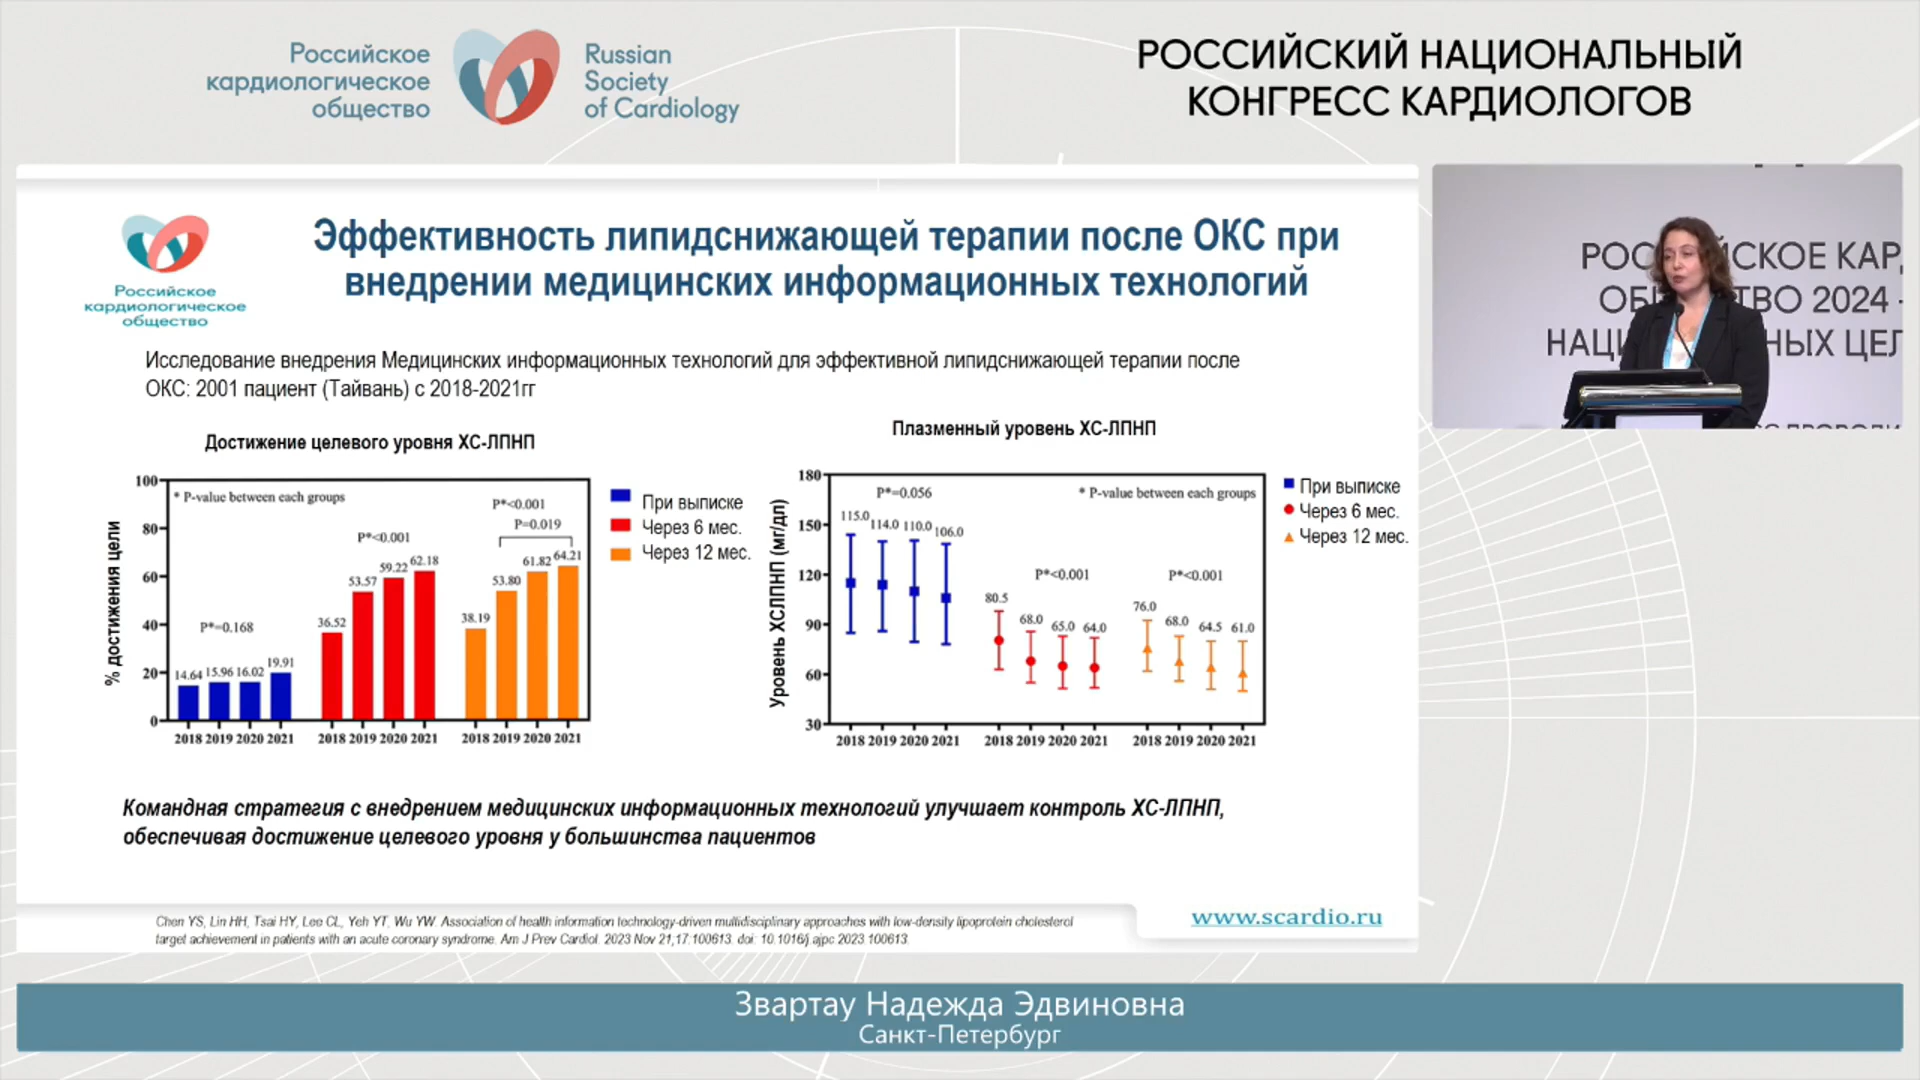 Российское
кардиологическое
общество
Russian
Society
of Cardiology
РОССИЙСКИЙ НАЦИОНАЛЬНЫЙ
КОНГРЕСС КАРДИОЛОГОВ
Российское
кардиологическое
общество
Эффективность липидснижающей терапии после ОКС при
внедрении медицинских информационных технологий
Исследование внедрения Медицинских информационных технологий для эффективной липидснижающей терапии после
ОКС: 2001 пациент (Тайвань) с 2018-2021гг
Достижение целевого уровня ХС-ЛПНП
% достижения цели
100
80
60
40
20
0
* P-value between each groups
P*=0.168
14.64 15.96 16.02 19.91
P*<0.001
36.52 53.57 59.22 62.18
P*<0.001
P=0.019
38.19 53.80 61.82 64.21
2018 2019 2020 2021 2018 2019 2020 2021 2018 2019 2020 2021
При выписке
Через 6 мес.
Через 12 мес.
Плазменный уровень ХС-ЛПНП
Уровень ХСЛПНП (мг/дл)
180
150
120
90
60
30
P*=0.056
* P-value between each groups
115.0 114.0 110.0 106.0
P*<0.001
80.5 68.0 65.0 64.0
P*<0.001
76.0 68.0 64.5 61.0
2018 2019 2020 2021 2018 2019 2020 2021 2018 2019 2020 2021
При выписке
Через 6 мес.
Через 12 мес.
Командная стратегия с внедрением медицинских информационных технологий улучшает контроль ХС-ЛПНП,
обеспечивая достижение целевого уровня у большинства пациентов
Chen YS, Lin HH, Tsai HY, Lee CL, Yeh YT, Wu YW. Association of health information technology-driven multidisciplinary approaches with low-density lipoprotein cholesterol
target achievement in patients with an acute coronary syndrome. Am J Prev Cardiol. 2023 Nov 21;17:100613. doi: 10.1016/j.ajpc.2023.100613.
www.scardio.ru
2024
Звартау Надежда Эдвиновна
Санкт-Петербург